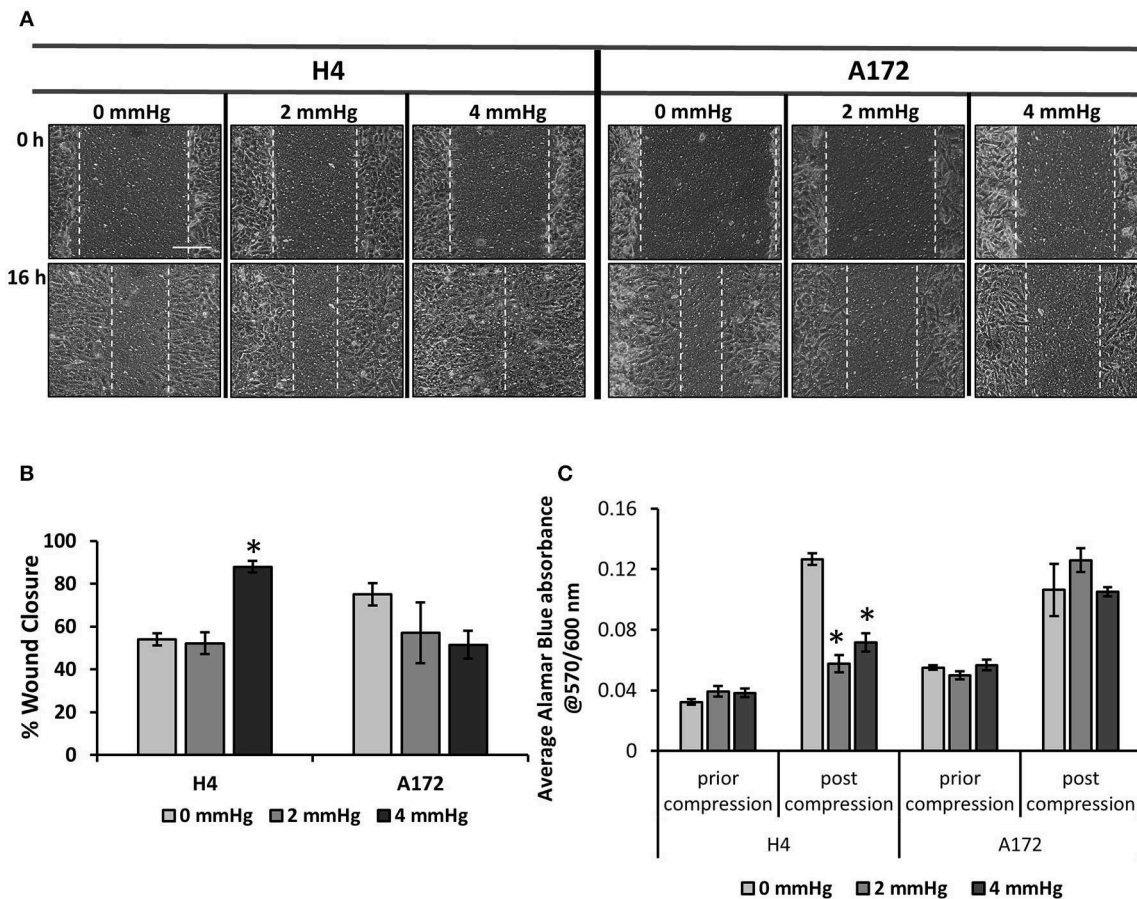 A
H4 A172
0 mmHg 2 mmHg 4 mmHg 0 mmHg 2 mmHg 4 mmHg
0 h
16 h
B
% Wound Closure
100
80
60
40
20
0
H4 A172
0 mmHg 2 mmHg 4 mmHg
*
C
Average Alamar Blue absorbance
@570/600 nm
0.16
0.12
0.08
0.04
0
* *
prior post prior post
compression compression compression compression
H4 A172
0 mmHg 2 mmHg 4 mmHg